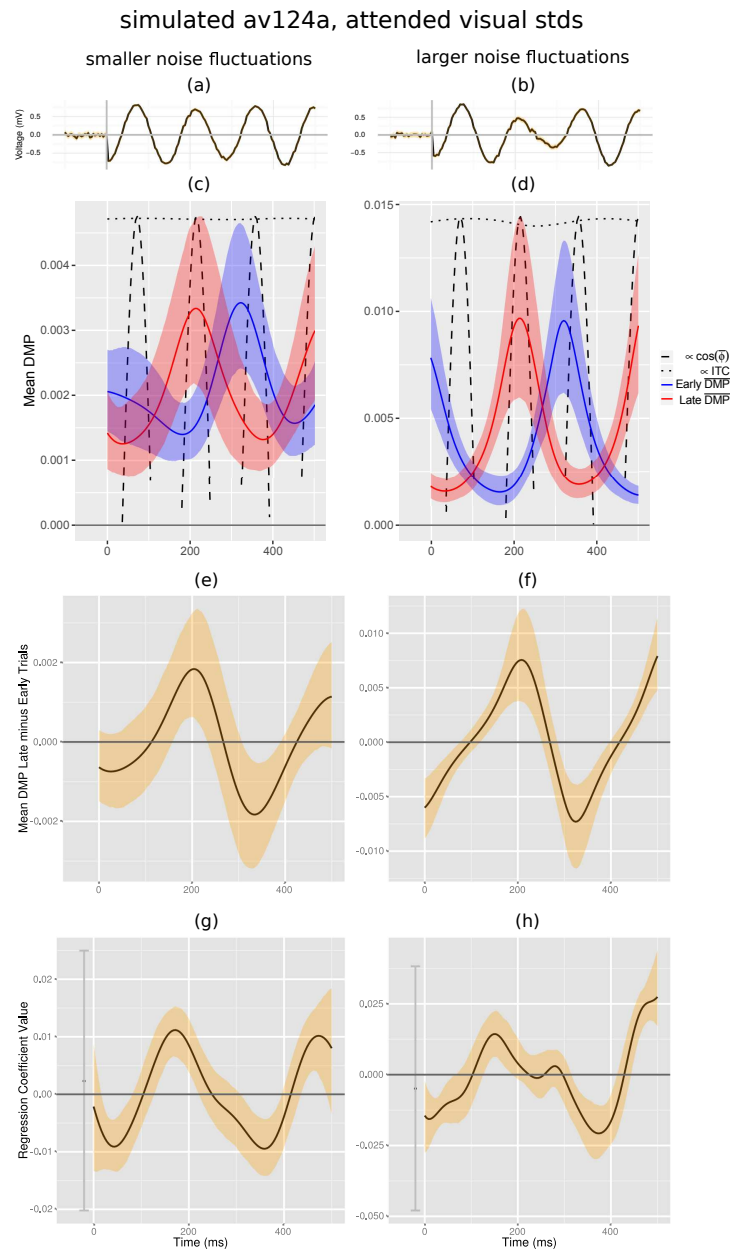 simulated av124a, attended visual stds
smaller noise fluctuations
larger noise fluctuations
(a)
(b)
Voltage (mV)
0.5
0.0
−0.5
0.5
0.0
−0.5
(c)
(d)
Mean DMP
0.004
0.003
0.002
0.001
0.000
0
200
400
0.015
0.010
0.005
0.000
0
200
400
∝ cos(ϕ̅)
∝ ITC
Early D̅M̅P̅
Late D̅M̅P̅
(e)
(f)
Mean DMP Late minus Early Trials
0.002
0.000
-0.002
0
200
400
0.010
0.005
0.000
-0.005
-0.010
0
200
400
(g)
(h)
Regression Coefficient Value
0.02
0.01
0.00
-0.01
-0.02
0
200
400
Time (ms)
0.025
0.000
-0.025
-0.050
0
200
400
Time (ms)